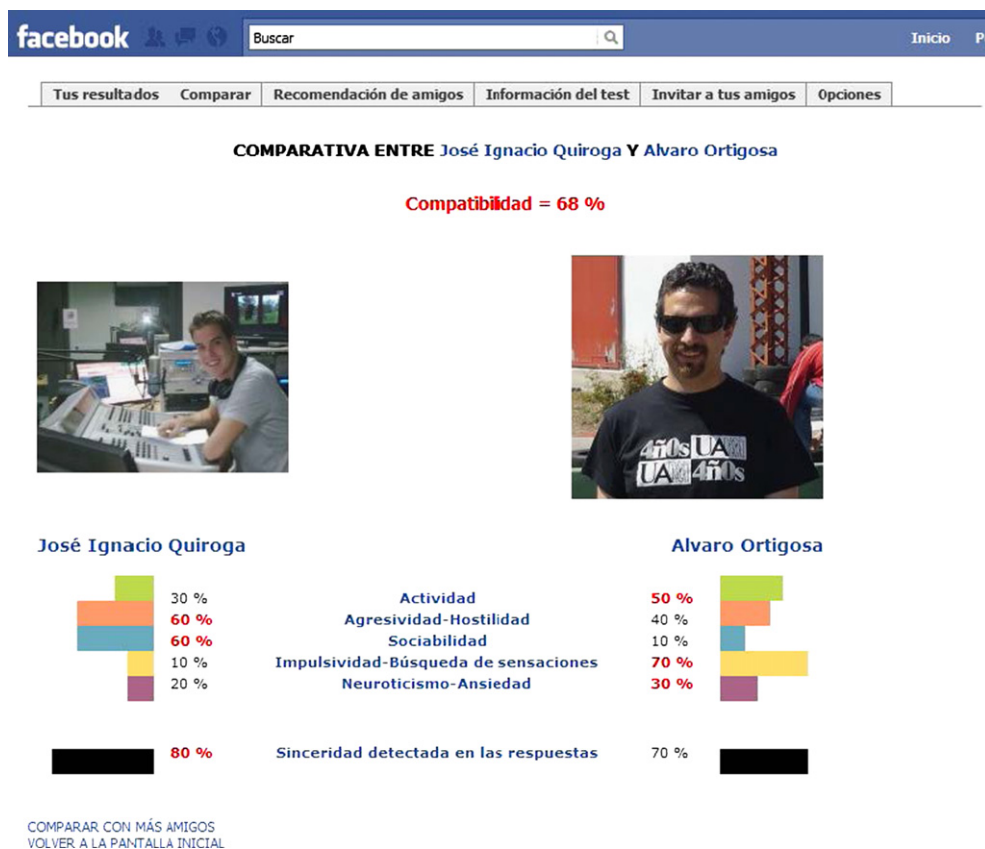 facebook Buscar Inicio P
Tus resultados Comparar Recomendación de amigos Información del test Invitar a tus amigos Opciones
COMPARATIVA ENTRE José Ignacio Quiroga Y Alvaro Ortigosa
Compatibilidad = 68 %
4ñ0s UA
UA 4ñ0s
José Ignacio Quiroga Alvaro Ortigosa
30 % Actividad 50 %
60 % Agresividad-Hostilidad 40 %
60 % Sociabilidad 10 %
10 % Impulsividad-Búsqueda de sensaciones 70 %
20 % Neuroticismo-Ansiedad 30 %
80 % Sinceridad detectada en las respuestas 70 %
COMPARAR CON MÁS AMIGOS
VOLVER A LA PANTALLA INICIAL